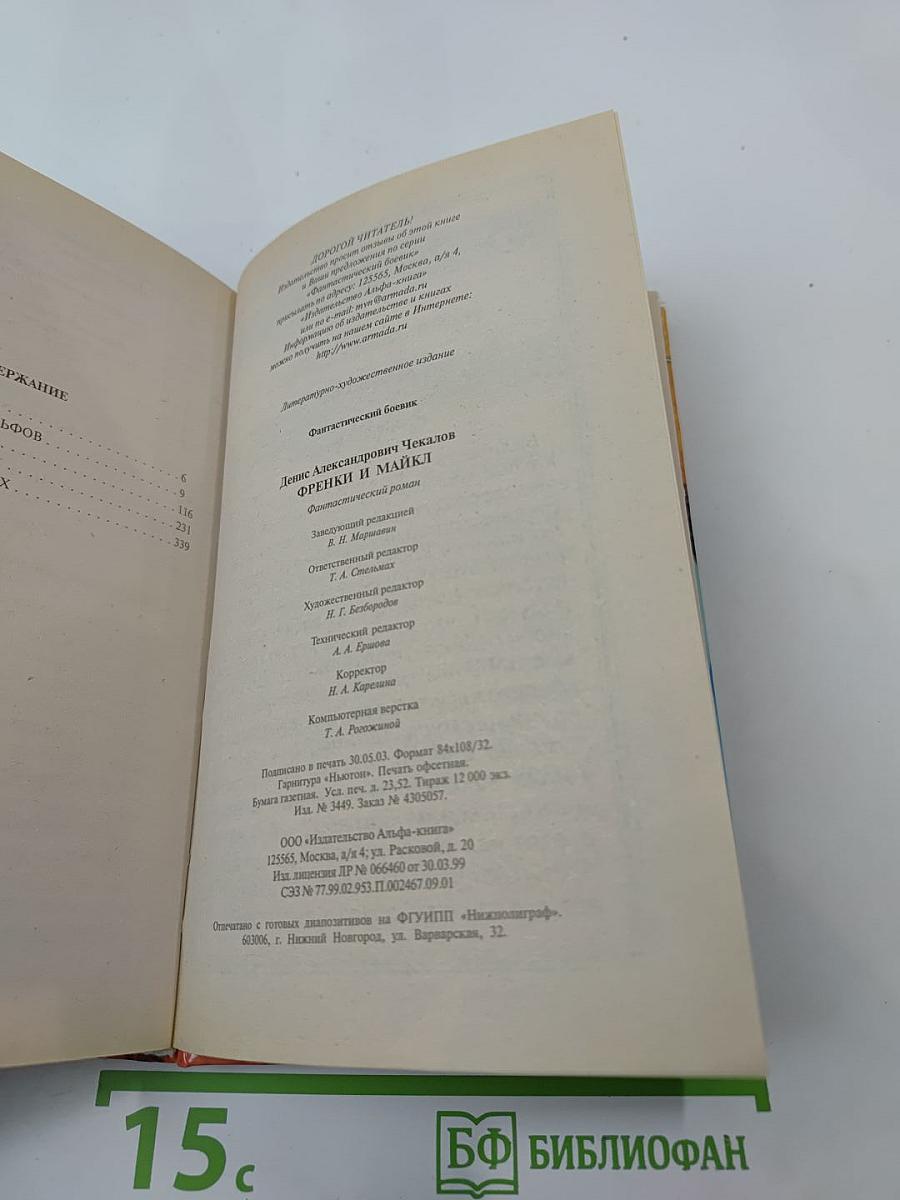 ЕРЖАНИЕ
ЛЬФОВ
Х
6
9
116
231
339
ДОРОГОЙ ЧИТАТЕЛЬ!
Издательство просит отзывы об этой книге
и Ваши предложения по серии
«Фантастический боевик»
присылать по адресу: 125565, Москва, а/я 4,
«Издательство Альфа-книга»
или по e-mail: mvn@armada.ru
Информацию об издательстве и книгах
можно получить на нашем сайте в Интернете:
http://www.armada.ru
Литературно-художественное издание
Фантастический боевик
Денис Александрович Чекалов
ФРЕНКИ И МАЙКЛ
Фантастический роман
Заведующий редакцией
В. Н. Маршавин
Ответственный редактор
Т. А. Стельмах
Художественный редактор
Н. Г. Безбородов
Технический редактор
А. А. Ершова
Корректор
Н. А. Карелина
Компьютерная верстка
Т. А. Рогожиной
Подписано в печать 30.05.03. Формат 84х108/32.
Гарнитура «Ньютон». Печать офсетная.
Бумага газетная. Усл. печ. л. 23,52. Тираж 12 000 экз.
Изд. № 3449. Заказ № 4305057.
ООО «Издательство Альфа-книга»
125565, Москва, а/я 4; ул. Расковой, д. 20
Изд. лицензия ЛР № 066460 от 30.03.99
СЭЗ № 77.99.02.953.П.002467.09.01
Отпечатано с готовых диапозитивов на ФГУИПП «Нижполиграф».
603006, г. Нижний Новгород, ул. Варварская, 32.
15 с
БФ БИБЛИОФАН